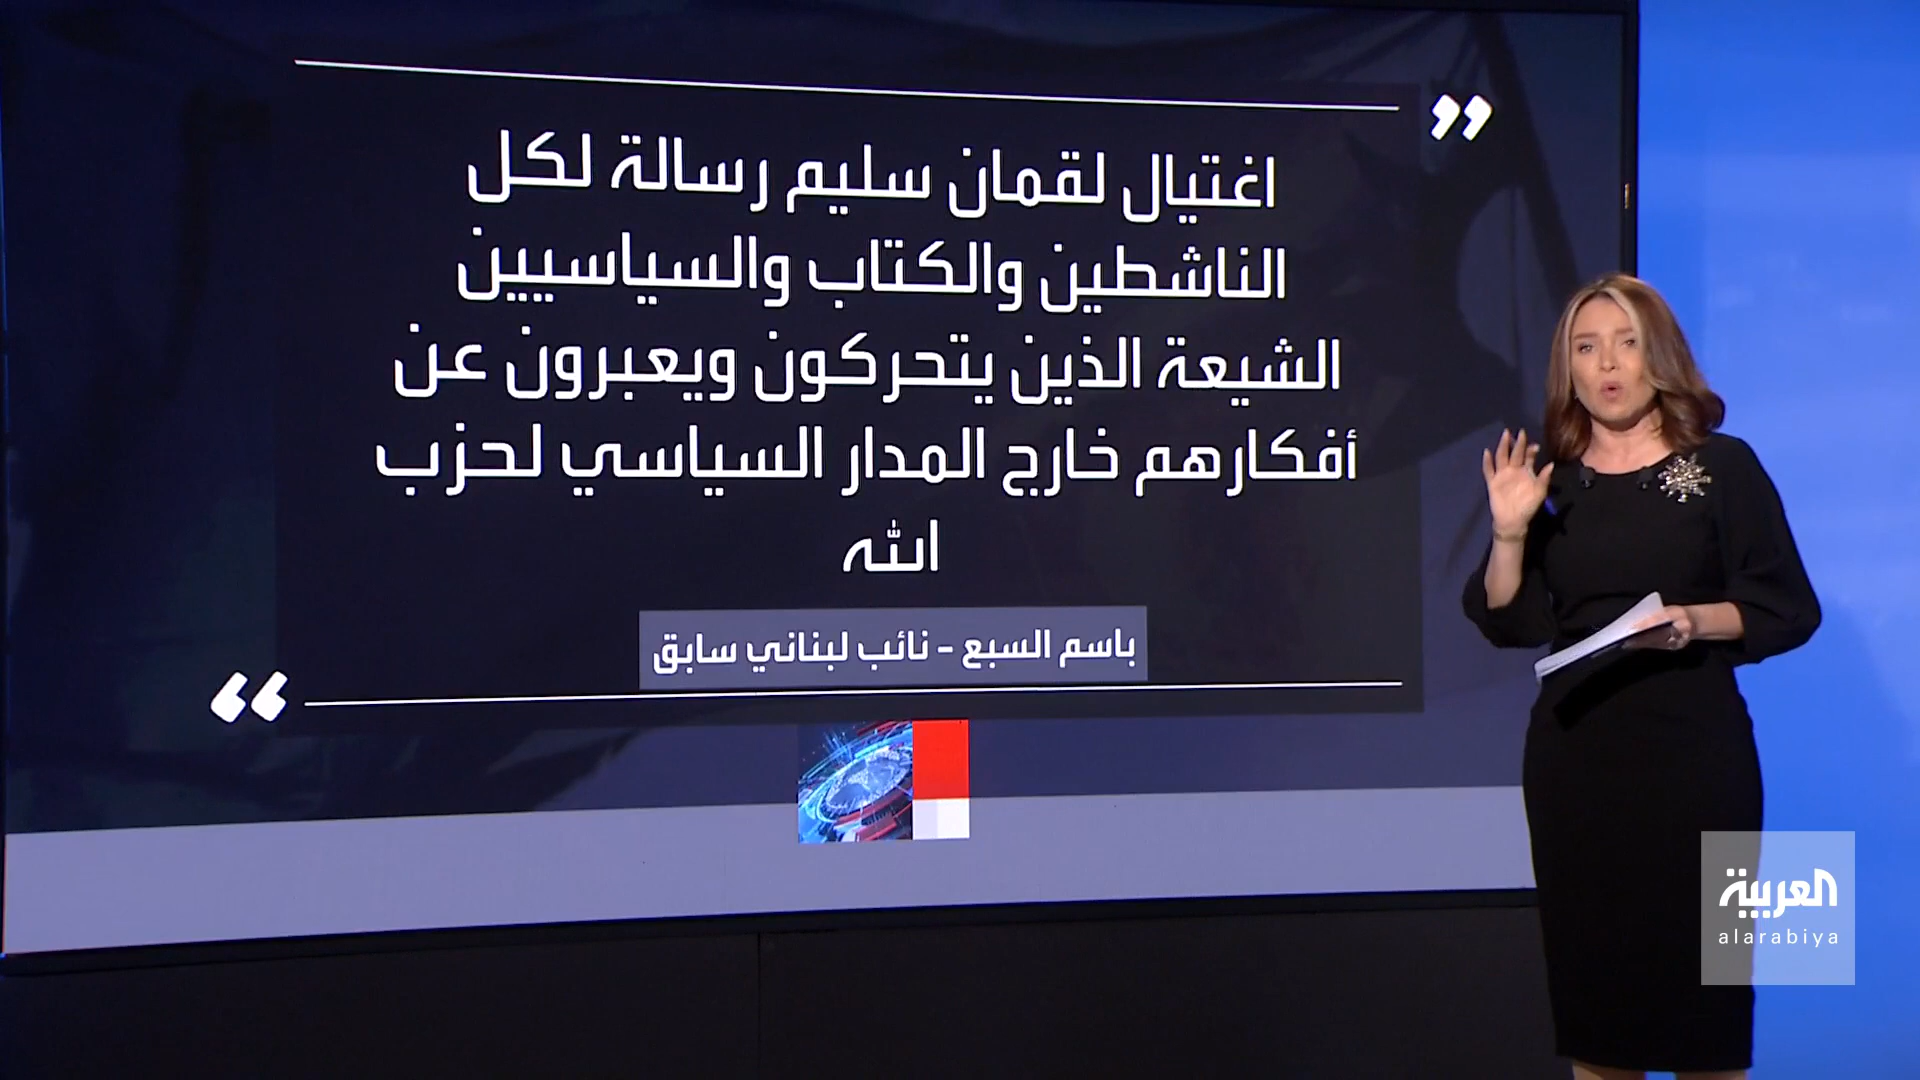 اغتيال لقمان سليم رسالة لكل
الناشطين والكتاب والسياسيين
الشيعة الذين يتحركون ويعبرون عن
أفكارهم خارج المدار السياسي لحزب
الله
باسم السبع - نائب لبناني سابق
العربية
alarabiya